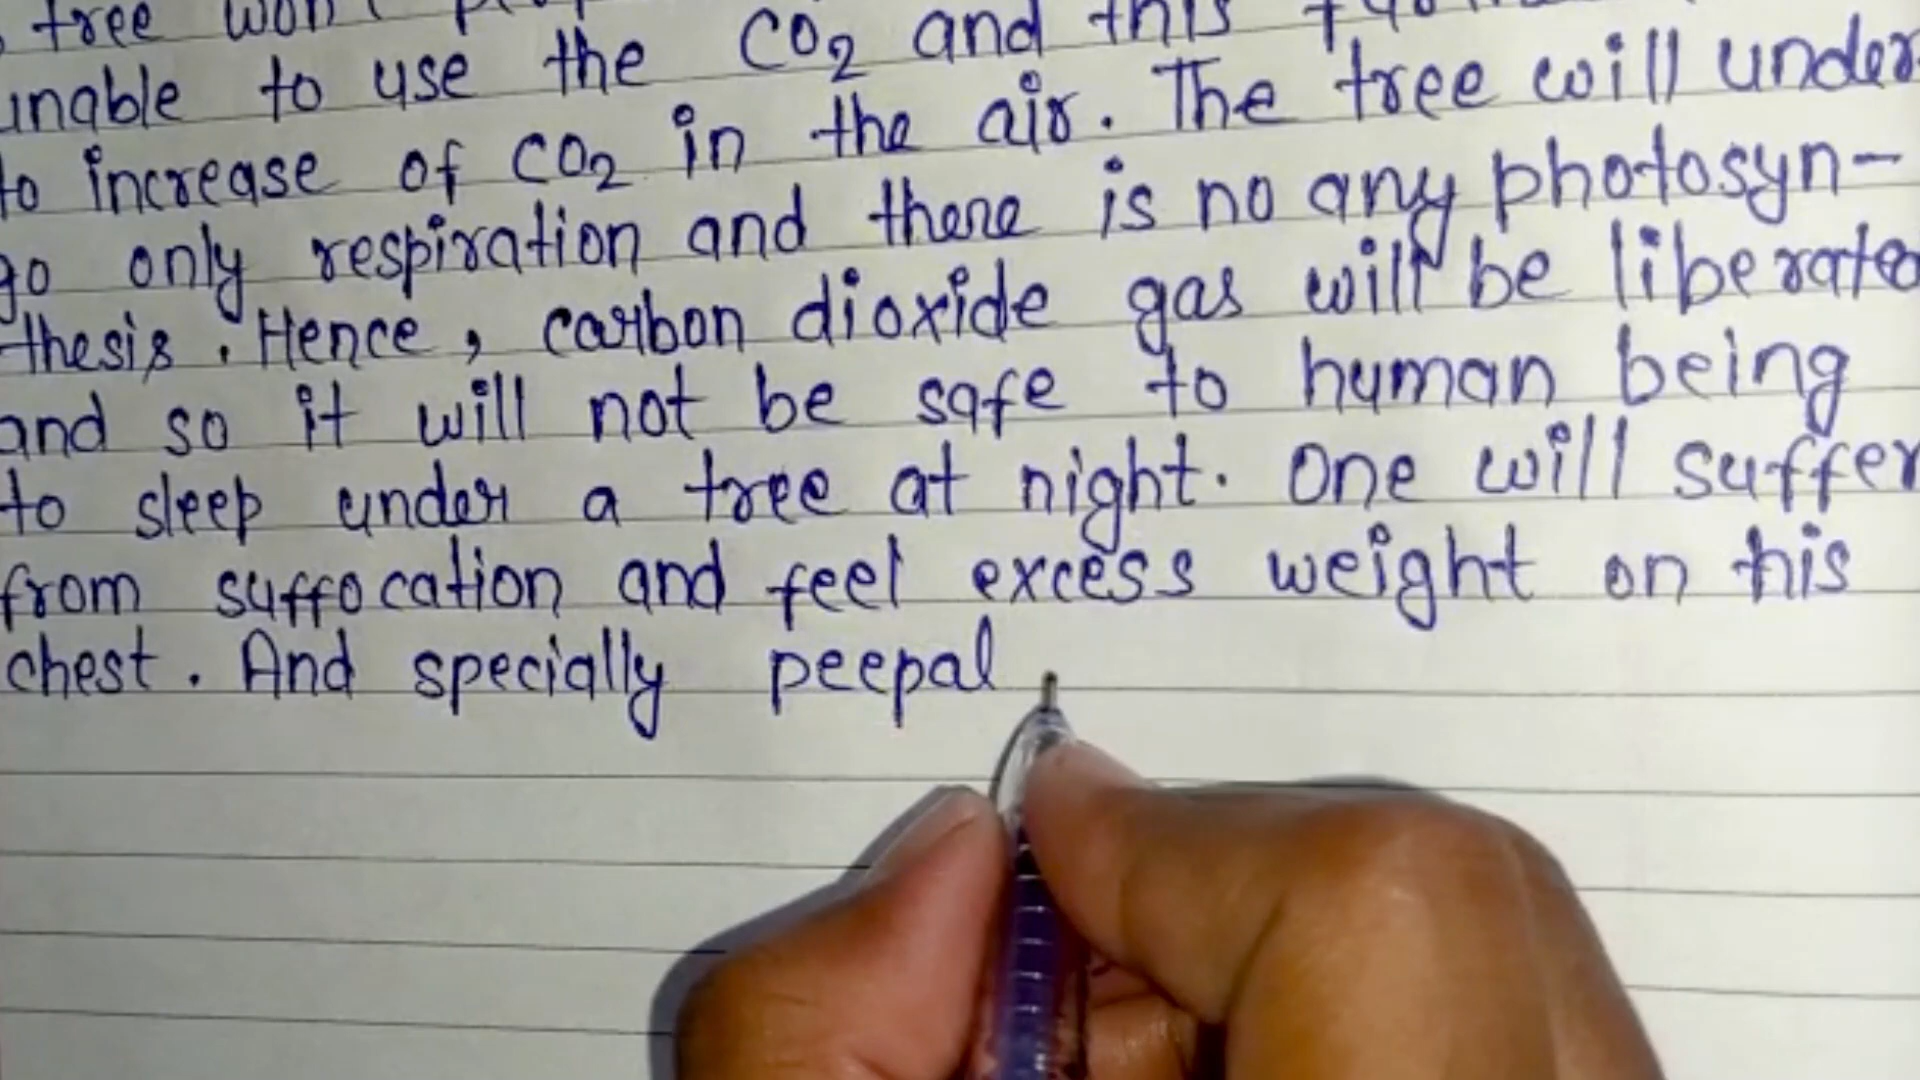 tree won't
unable to use the CO2 and this
to increase of CO2 in the air. The tree will under-
go only respiration and there is no any photosyn-
thesis. Hence, carbon dioxide gas will be liberated
and so it will not be safe to human being
to sleep under a tree at night. One will suffer
from suffocation and feel excess weight on his
chest. And specially peepal